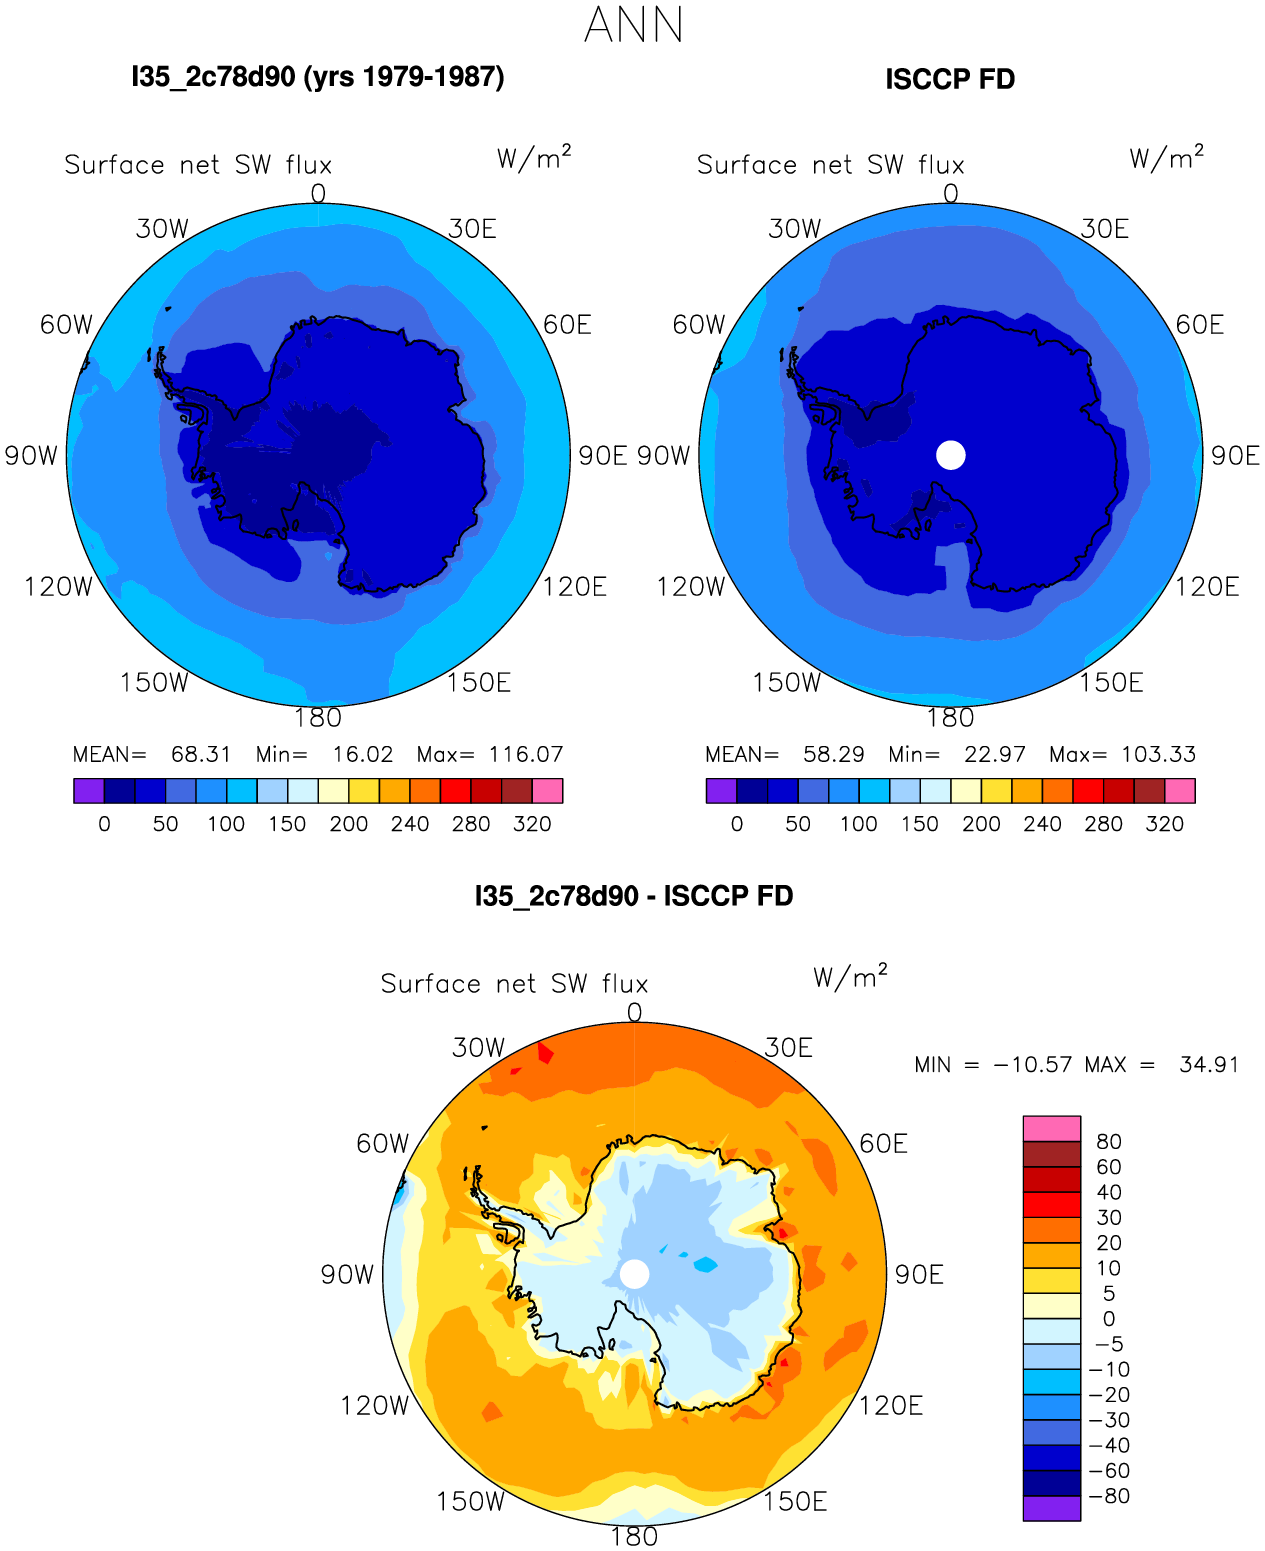 ANN
I35_2c78d90 (yrs 1979-1987)
ISCCP FD
Surface net SW flux W/m²
Surface net SW flux W/m²
0
0
30W 30E
30W 30E
60W 60E
60W 60E
90W 90E
90W 90E
120W 120E
120W 120E
150W 150E
150W 150E
180
180
MEAN= 68.31 Min= 16.02 Max= 116.07
MEAN= 58.29 Min= 22.97 Max= 103.33
0 50 100 150 200 240 280 320
0 50 100 150 200 240 280 320
I35_2c78d90 - ISCCP FD
Surface net SW flux W/m²
0
30W 30E
MIN = −10.57 MAX = 34.91
60W 60E
90W 90E
120W 120E
150W 150E
180
80
60
40
30
20
10
5
0
−5
−10
−20
−30
−40
−60
−80